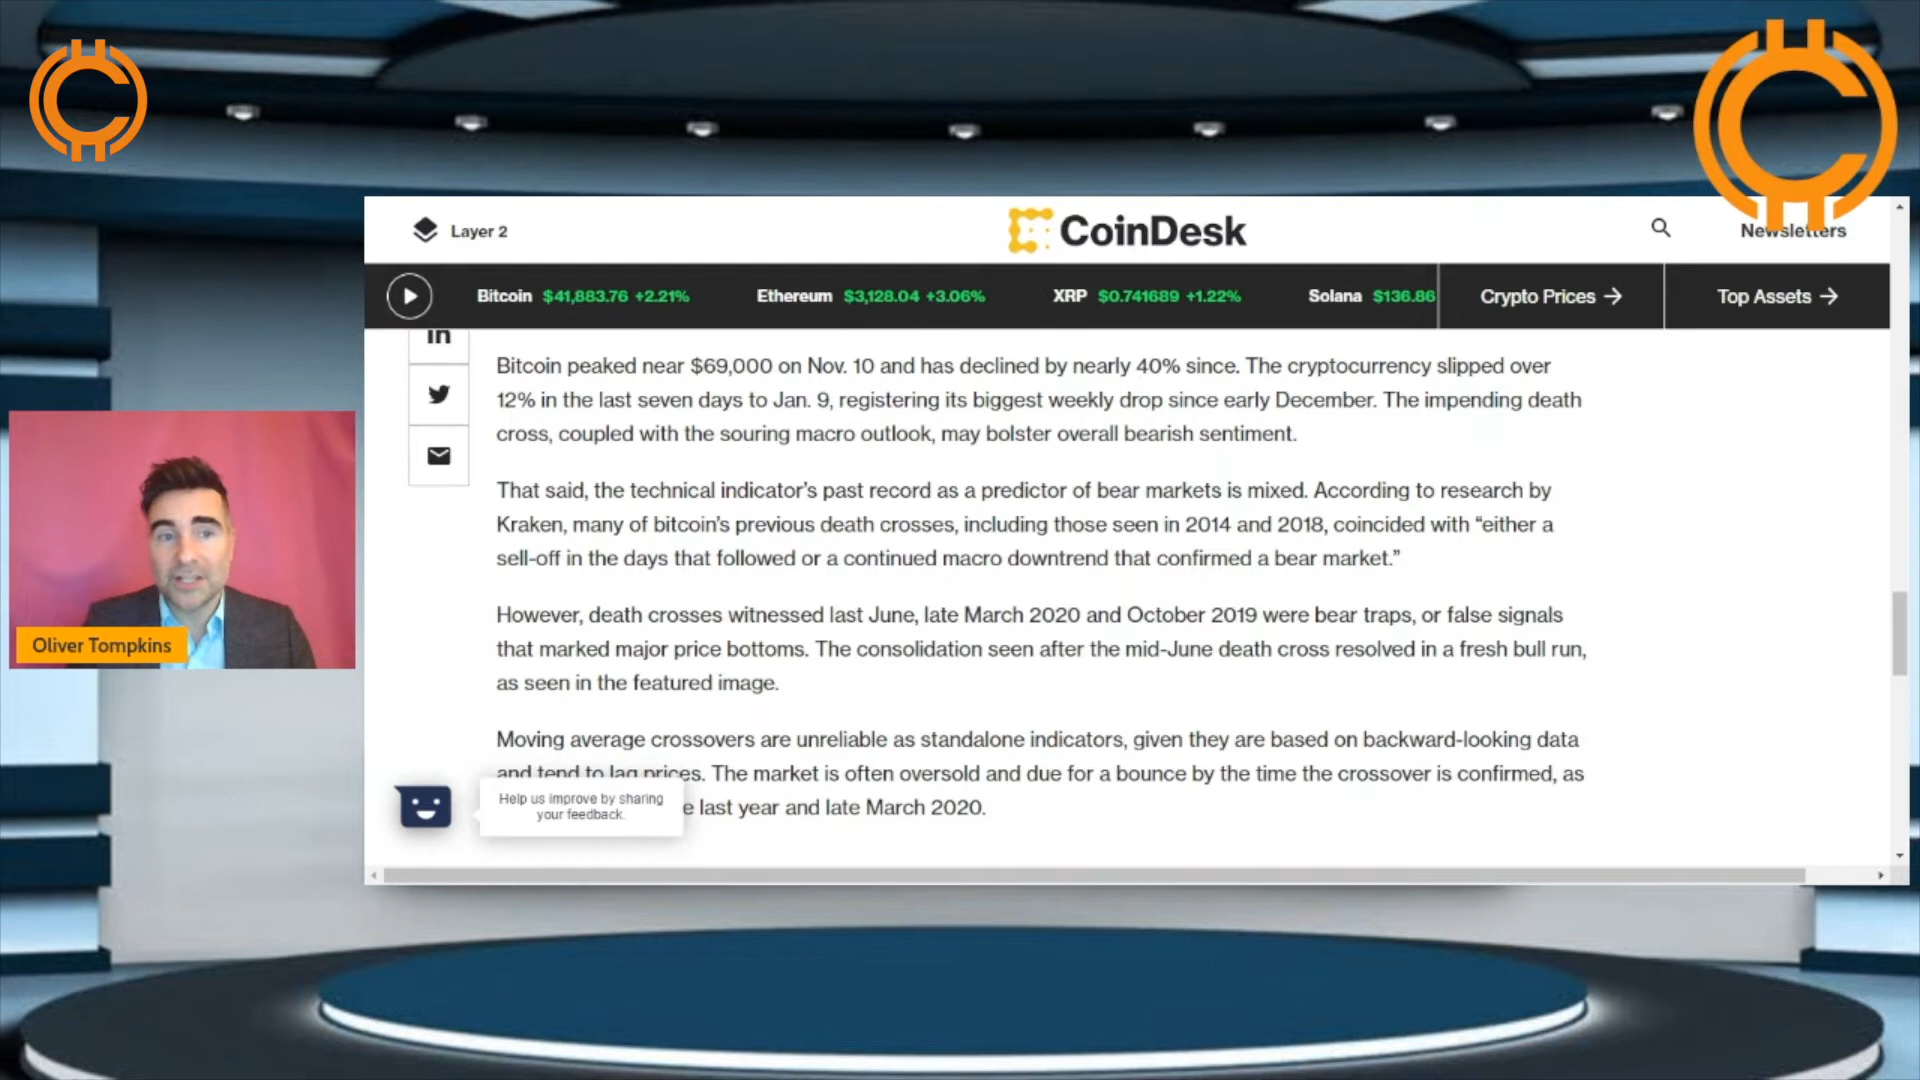 Layer 2
CoinDesk
Newsletters
Bitcoin $41,883.76 +2.21%
Ethereum $3,128.04 +3.06%
XRP $0.741689 +1.22%
Solana $136.86
Crypto Prices →
Top Assets →
in
Bitcoin peaked near $69,000 on Nov. 10 and has declined by nearly 40% since. The cryptocurrency slipped over
12% in the last seven days to Jan. 9, registering its biggest weekly drop since early December. The impending death
cross, coupled with the souring macro outlook, may bolster overall bearish sentiment.
That said, the technical indicator’s past record as a predictor of bear markets is mixed. According to research by
Kraken, many of bitcoin’s previous death crosses, including those seen in 2014 and 2018, coincided with “either a
sell-off in the days that followed or a continued macro downtrend that confirmed a bear market.”
However, death crosses witnessed last June, late March 2020 and October 2019 were bear traps, or false signals
that marked major price bottoms. The consolidation seen after the mid-June death cross resolved in a fresh bull run,
as seen in the featured image.
Moving average crossovers are unreliable as standalone indicators, given they are based on backward-looking data
and tend to lag prices. The market is often oversold and due for a bounce by the time the crossover is confirmed, as
e last year and late March 2020.
Help us improve by sharing
your feedback.
Oliver Tompkins